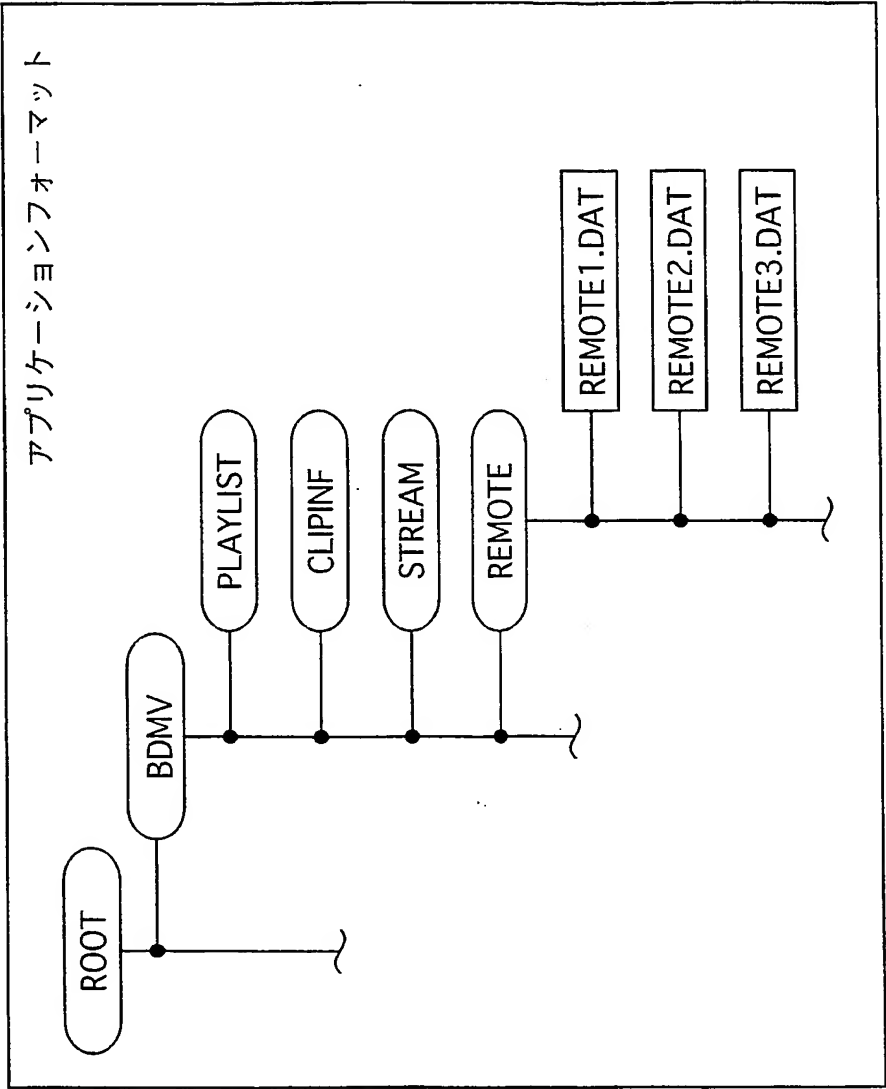 アプリケーションフォーマット
ROOT
BDMV
PLAYLIST
CLIPINF
STREAM
REMOTE
REMOTE1.DAT
REMOTE2.DAT
REMOTE3.DAT